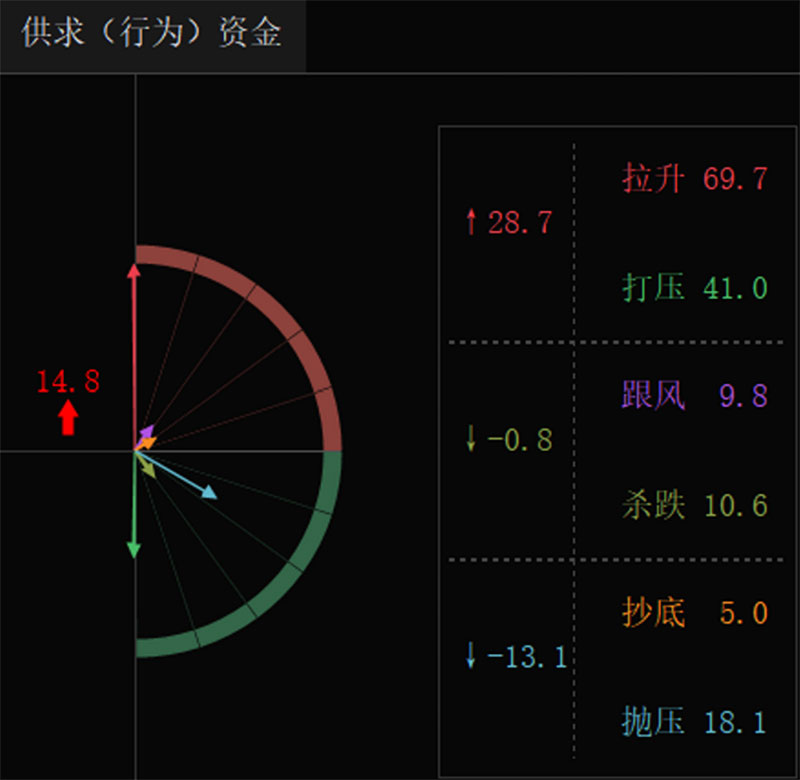 供求（行为）资金
14.8
↑28.7
拉升 69.7
打压 41.0
↓-0.8
跟风 9.8
杀跌 10.6
↓-13.1
抄底 5.0
抛压 18.1